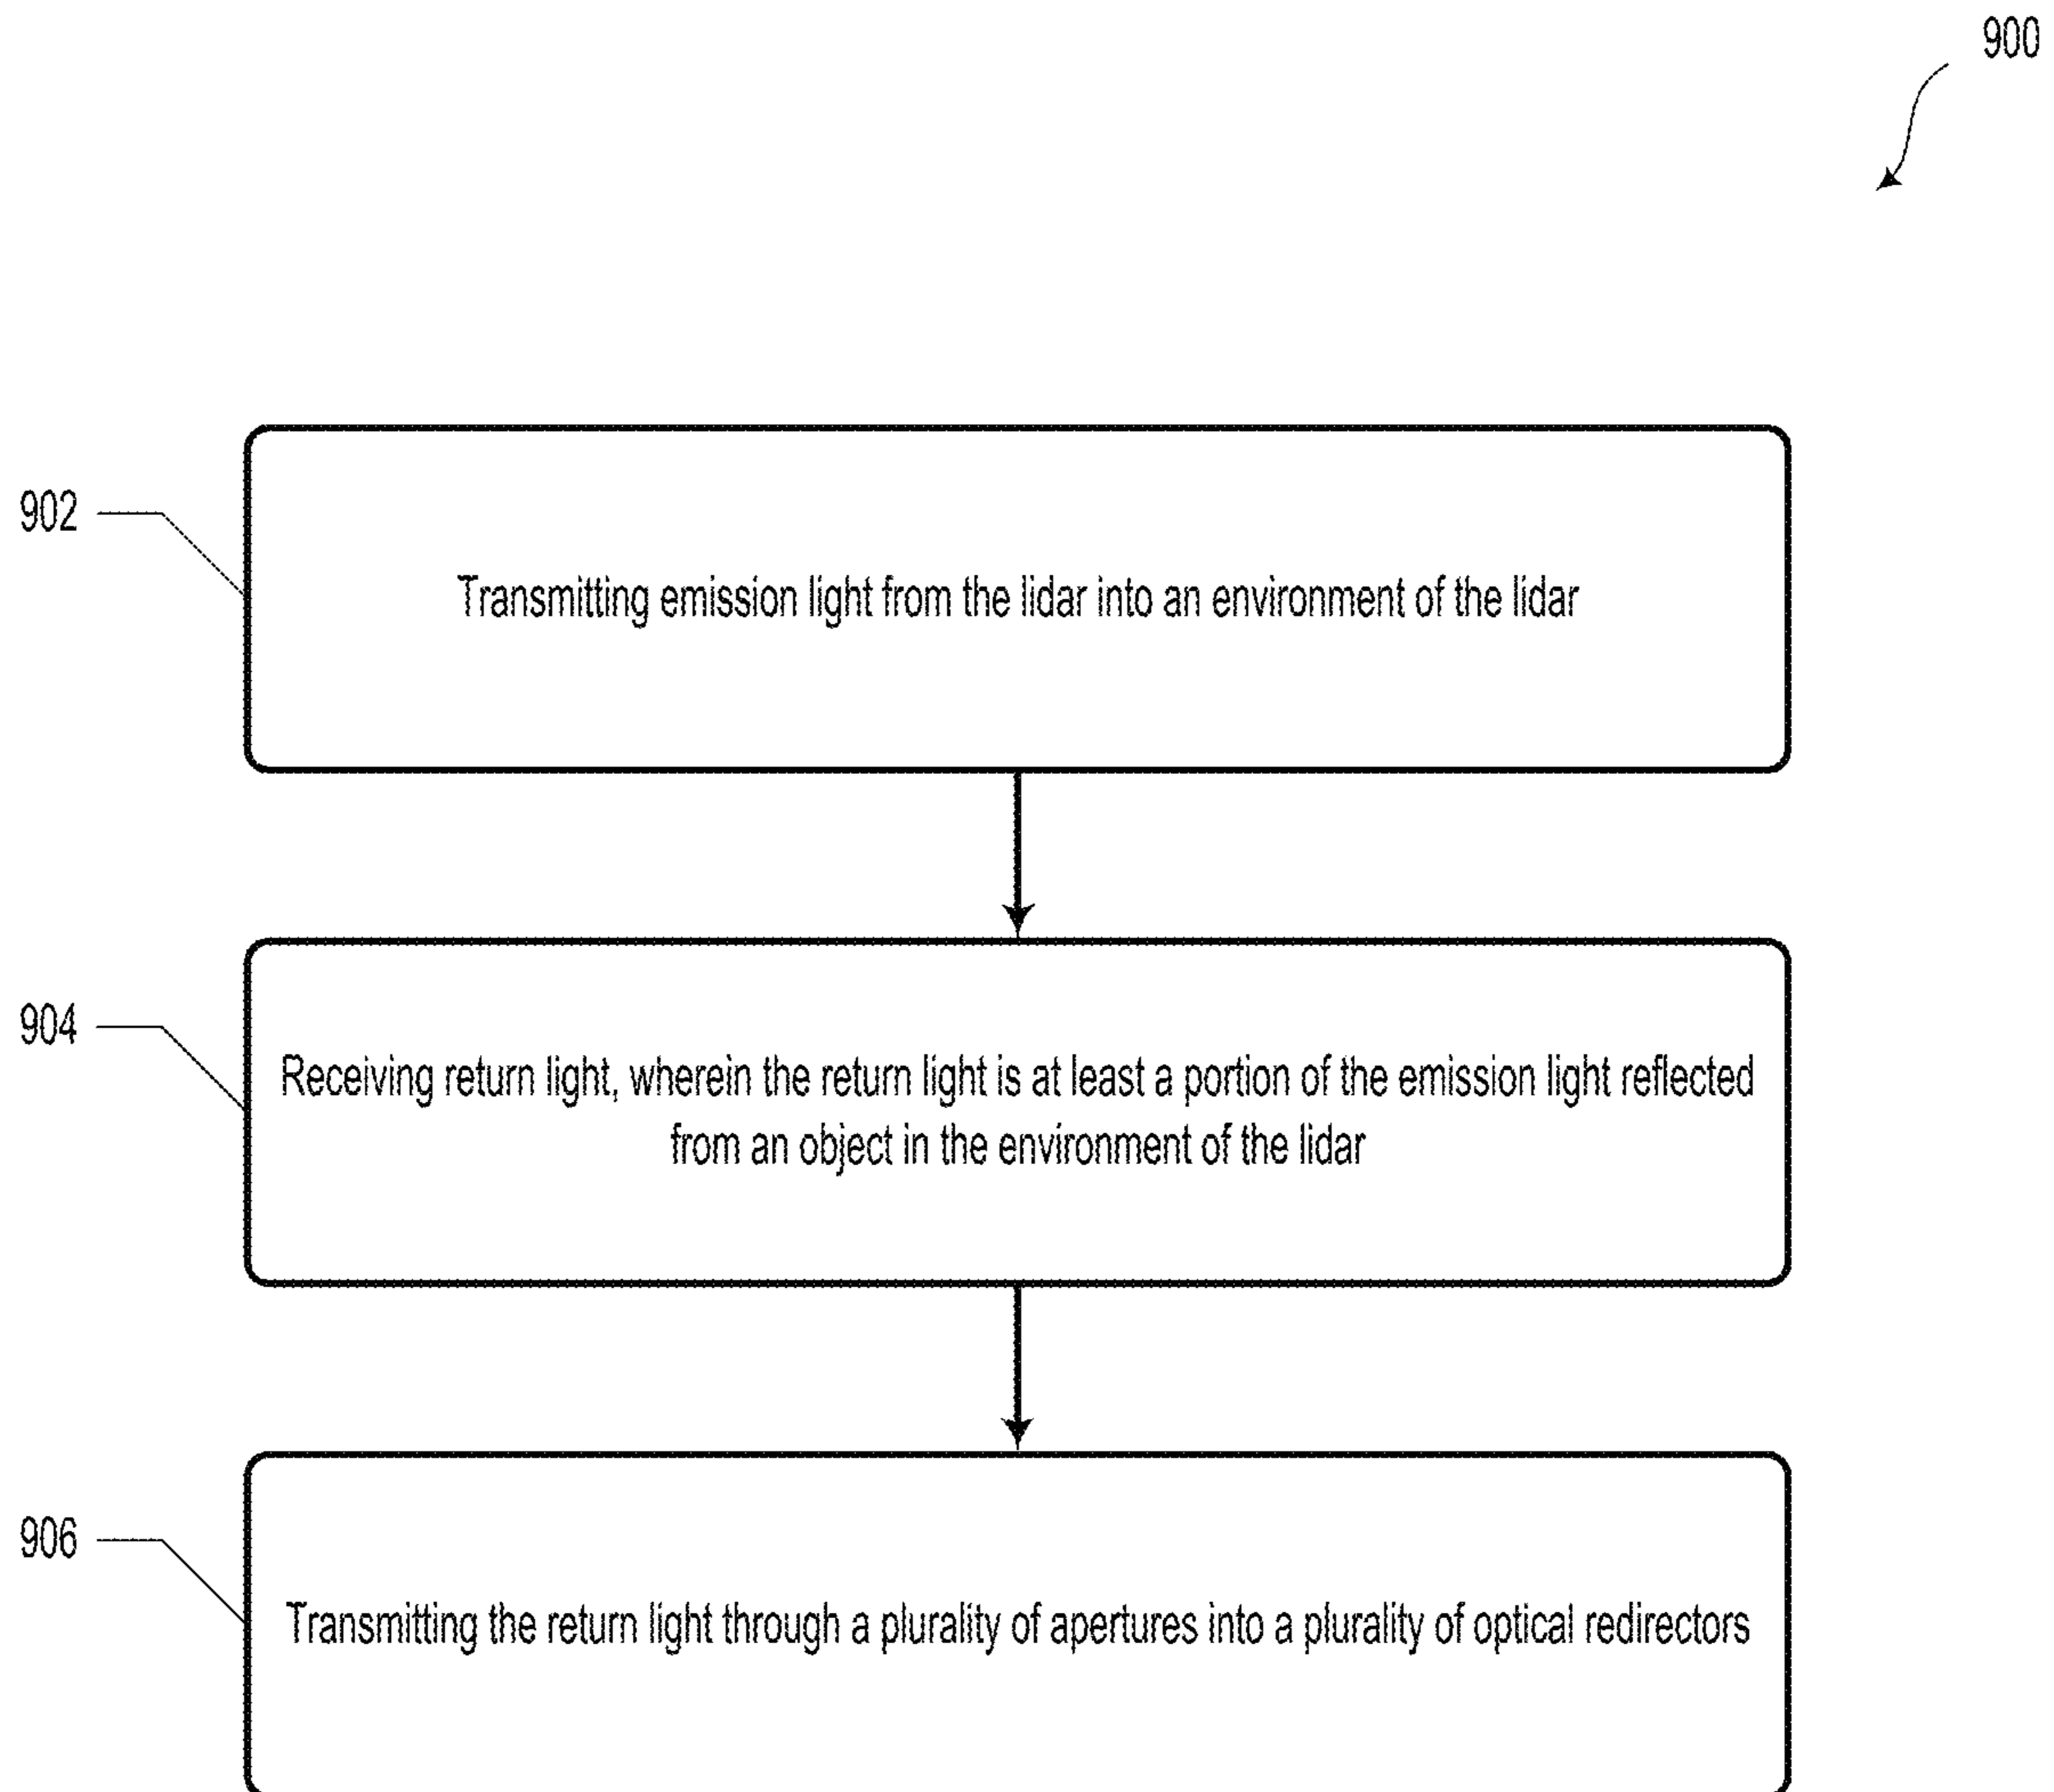 900
902
Transmitting emission light from the lidar into an environment of the lidar
904
Receiving return light, wherein the return light is at least a portion of the emission light reflected
from an object in the environment of the lidar
906
Transmitting the return light through a plurality of apertures into a plurality of optical redirectors